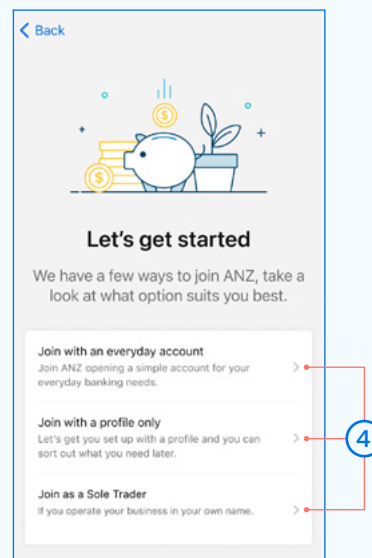 Back
$
$
Let's get started
We have a few ways to join ANZ, take a
look at what option suits you best.
Join with an everyday account
Join ANZ opening a simple account for your
everyday banking needs.
Join with a profile only
Let's get you set up with a profile and you can
sort out what you need later.
4
Join as a Sole Trader
If you operate your business in your own name.